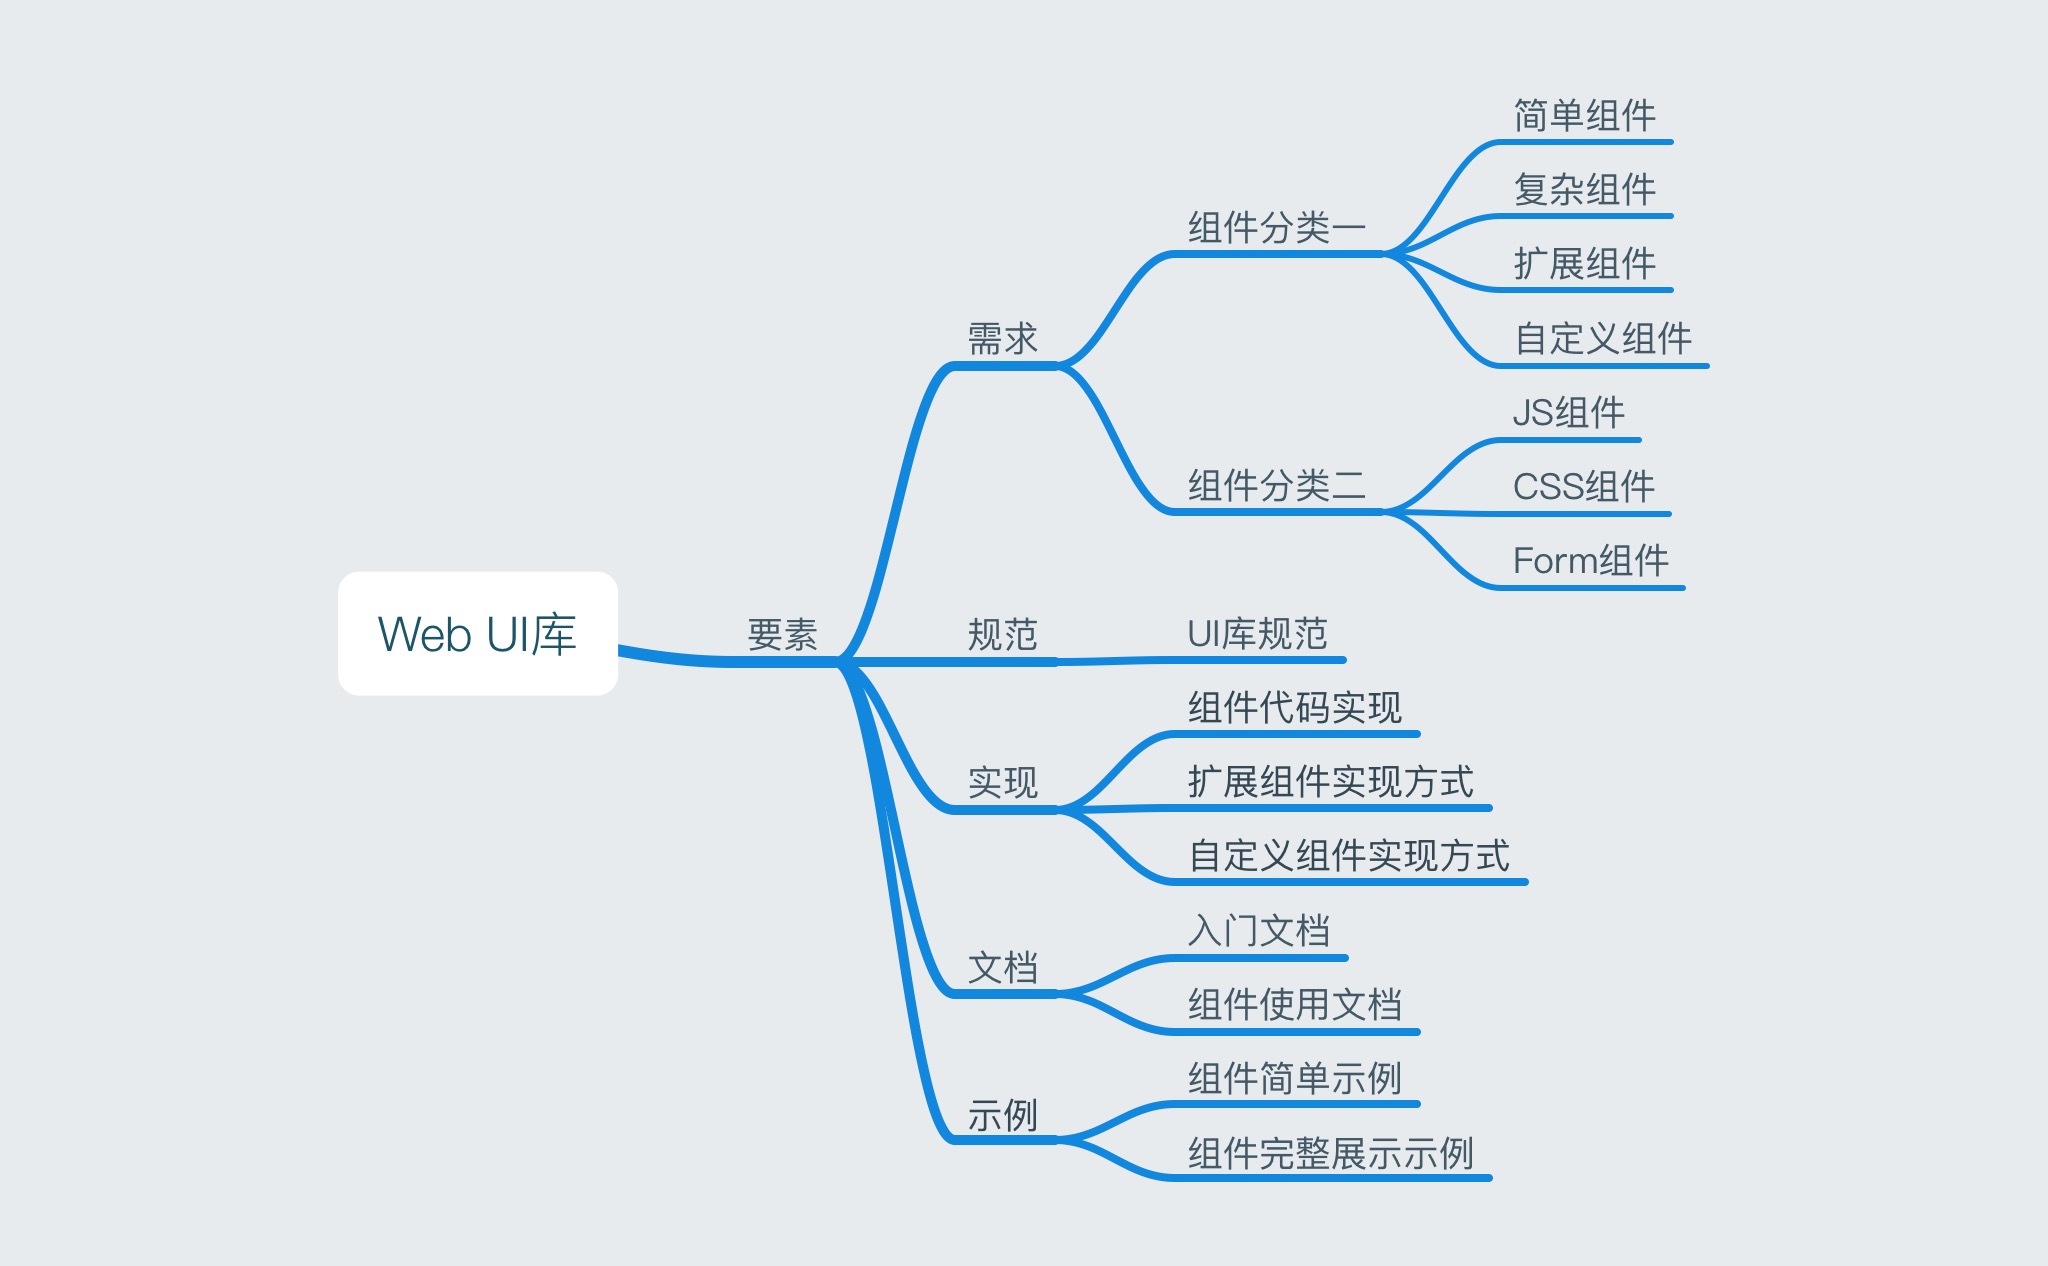 Web UI库
要素
需求
组件分类一
简单组件
复杂组件
扩展组件
自定义组件
组件分类二
JS组件
CSS组件
Form组件
规范
UI库规范
实现
组件代码实现
扩展组件实现方式
自定义组件实现方式
文档
入门文档
组件使用文档
示例
组件简单示例
组件完整展示示例